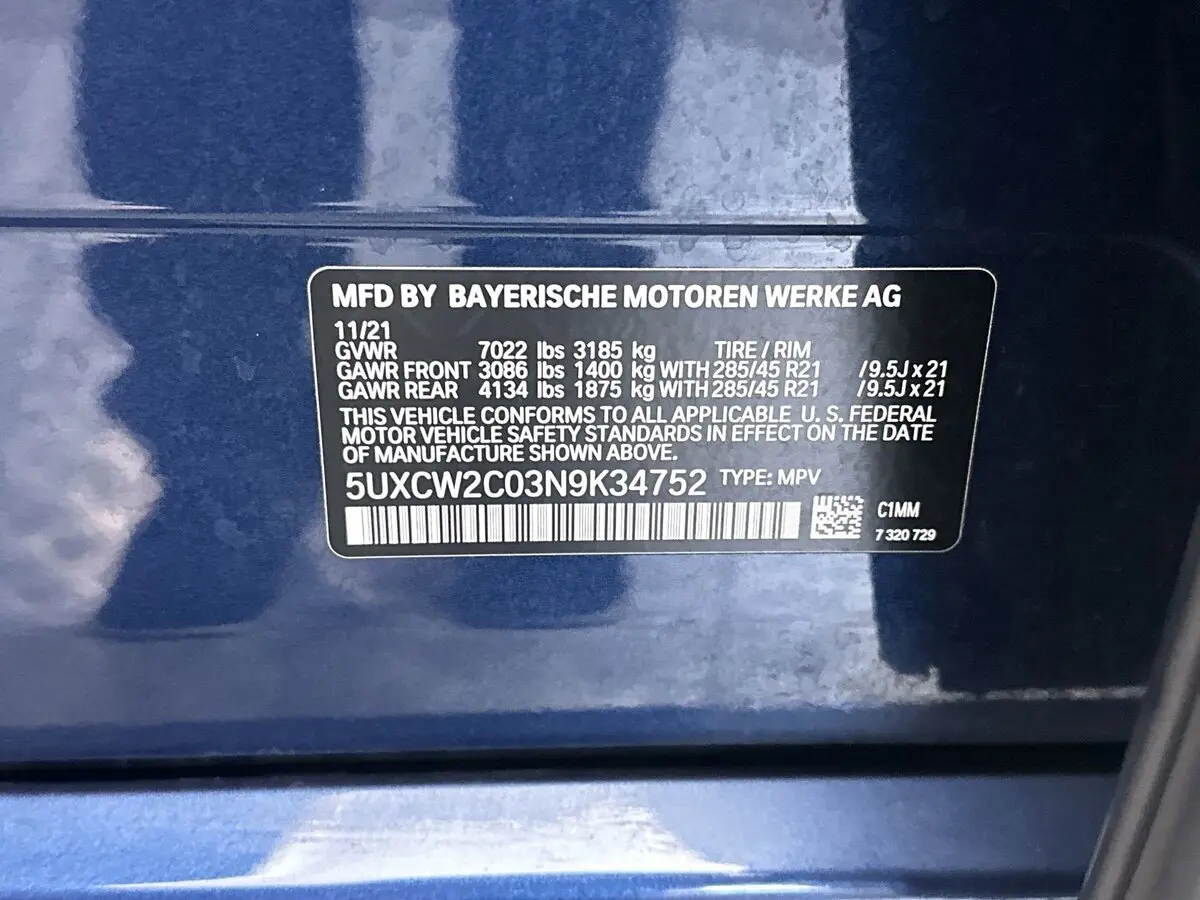 MFD BY BAYERISCHE MOTOREN WERKE AG
11/21
GVWR 7022 lbs 3185 kg TIRE / RIM
GAWR FRONT 3086 lbs 1400 kg WITH 285/45 R21 /9.5J x 21
GAWR REAR 4134 lbs 1875 kg WITH 285/45 R21 /9.5J x 21
THIS VEHICLE CONFORMS TO ALL APPLICABLE U. S. FEDERAL
MOTOR VEHICLE SAFETY STANDARDS IN EFFECT ON THE DATE
OF MANUFACTURE SHOWN ABOVE.
5UXCW2C03N9K34752 TYPE: MPV
C1MM
7 320 729